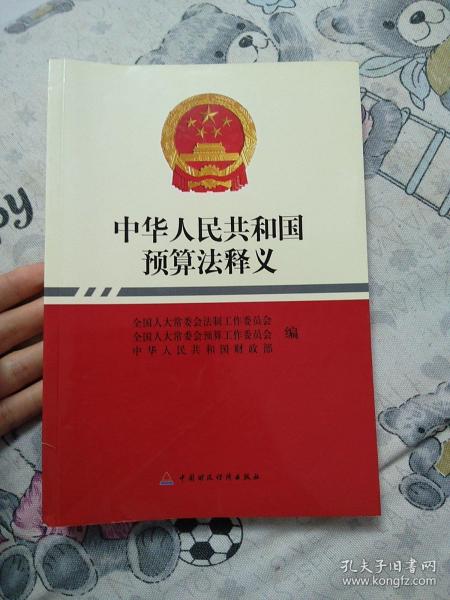 中华人民共和国
预算法释义
全国人大常委会法制工作委员会
全国人大常委会预算工作委员会 编
中华人民共和国财政部
中国财政经济出版社
孔夫子旧书网
www.kongfz.com